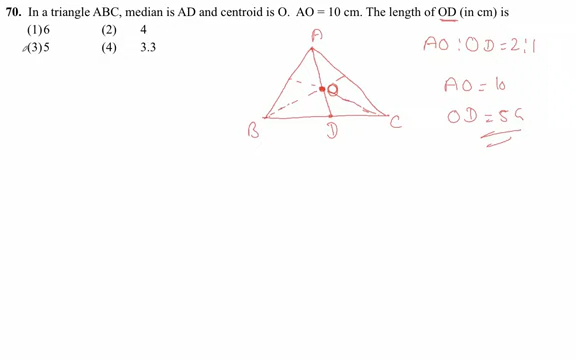 70. In a triangle ABC, median is AD and centroid is O. AO = 10 cm. The length of OD (in cm) is
(1) 6 (2) 4
(3) 5 (4) 3.3
A
O
B D C
AO : OD = 2 : 1
AO = 10
OD = 5